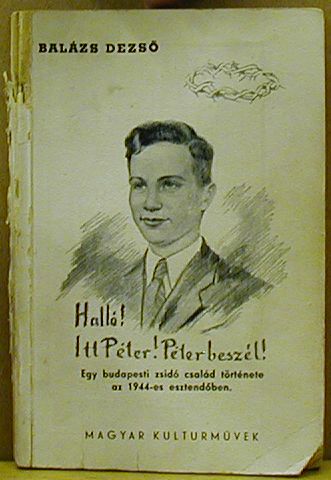 BALÁZS DEZSŐ
Halló!
Itt Péter! Péter beszél!
Egy budapesti zsidó család története
az 1944-es esztendőben.
MAGYAR KULTURMŰVEK